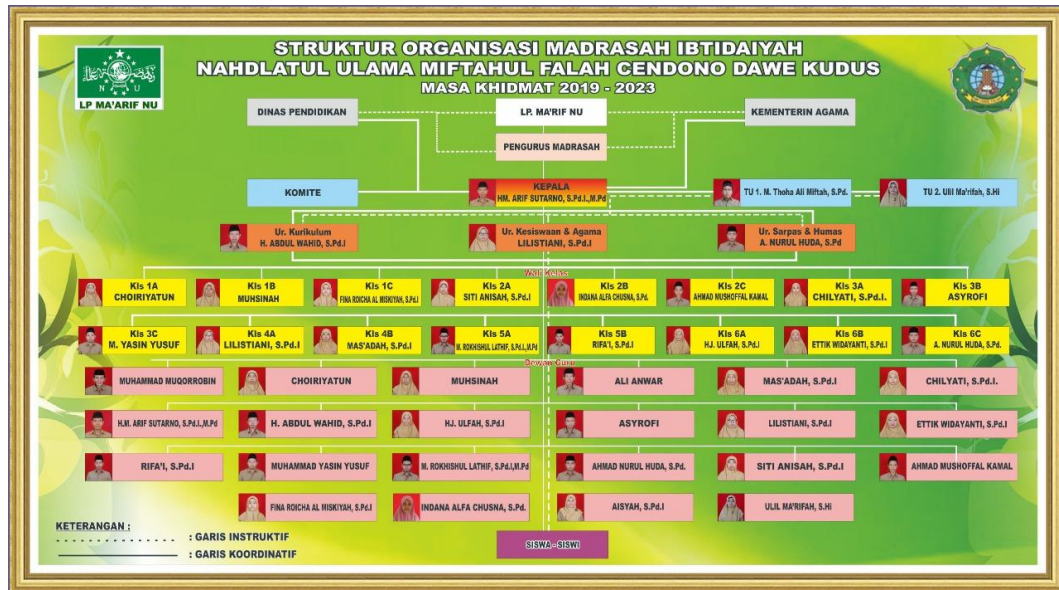 STRUKTUR ORGANISASI MADRASAH IBTIDAIYAH
NAHDLATUL ULAMA MIFTAHUL FALAH CENDONO DAWE KUDUS
MASA KHIDMAT 2019 - 2023
N U
LP MA'ARIF NU
DINAS PENDIDIKAN
LP. MA'RIF NU
KEMENTERIN AGAMA
PENGURUS MADRASAH
KOMITE
KEPALA
HM. ARIF SUTARNO, S.Pd.I.,M.Pd
TU 1. M. Thoha Ali Miftah, S.Pd.
TU 2. Ulil Ma'rifah, S.Hi
Ur. Kurikulum
H. ABDUL WAHID, S.Pd.I
Ur. Kesiswaan & Agama
LILISTIANI, S.Pd.I
Ur. Sarpas & Humas
A. NURUL HUDA, S.Pd
Wali Kelas
Kls 1A
CHOIRIYATUN
Kls 1B
MUHSINAH
Kls 1C
FINA ROICHA AL MISKIYAH, S.Pd.I
Kls 2A
SITI ANISAH, S.Pd.I
Kls 2B
INDANA ALFA CHUSNA, S.Pd.
Kls 2C
AHMAD MUSHOFFAL KAMAL
Kls 3A
CHILYATI, S.Pd.I.
Kls 3B
ASYROFI
Kls 3C
M. YASIN YUSUF
Kls 4A
LILISTIANI, S.Pd.I
Kls 4B
MAS'ADAH, S.Pd.I
Kls 5A
M. ROKHISHUL LATHIF, S.Pd.I.,M.Pd
Kls 5B
RIFA'I, S.Pd.I
Kls 6A
HJ. ULFAH, S.Pd.I
Kls 6B
ETTIK WIDAYANTI, S.Pd.I
Kls 6C
A. NURUL HUDA, S.Pd.
Dewan Guru
MUHAMMAD MUQORROBIN
CHOIRIYATUN
MUHSINAH
ALI ANWAR
MAS'ADAH, S.Pd.I
CHILYATI, S.Pd.I.
H.M. ARIF SUTARNO, S.Pd.I.,M.Pd
H. ABDUL WAHID, S.Pd.I
HJ. ULFAH, S.Pd.I
ASYROFI
LILISTIANI, S.Pd.I
ETTIK WIDAYANTI, S.Pd.I
RIFA'I, S.Pd.I
MUHAMMAD YASIN YUSUF
M. ROKHISHUL LATHIF, S.Pd.I,M.Pd
AHMAD NURUL HUDA, S.Pd.
SITI ANISAH, S.Pd.I
AHMAD MUSHOFFAL KAMAL
FINA ROICHA AL MISKIYAH, S.Pd.I
INDANA ALFA CHUSNA, S.Pd.
AISYAH, S.Pd.I
ULIL MA'RIFAH, S.Hi
SISWA - SISWI
KETERANGAN :
: GARIS INSTRUKTIF
: GARIS KOORDINATIF